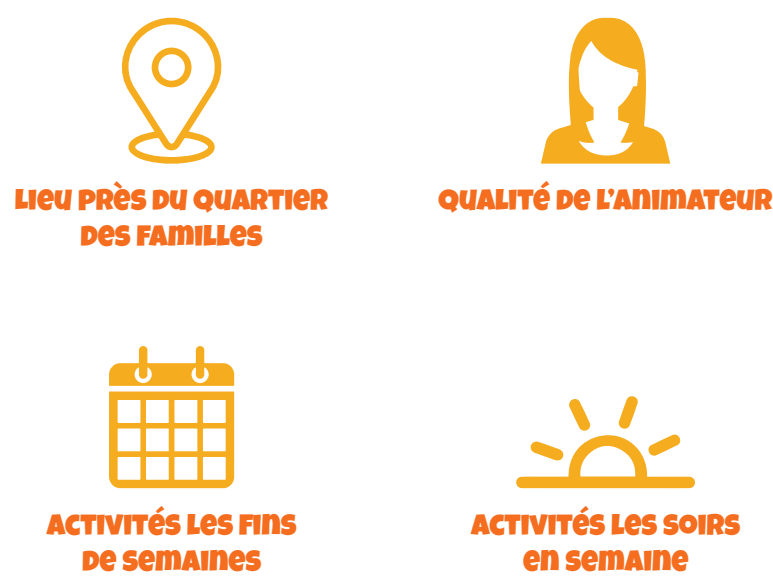 Lieu près du quartier
des familles
Qualité de l'animateur
Activités les fins
de semaines
Activités les soirs
en semaine